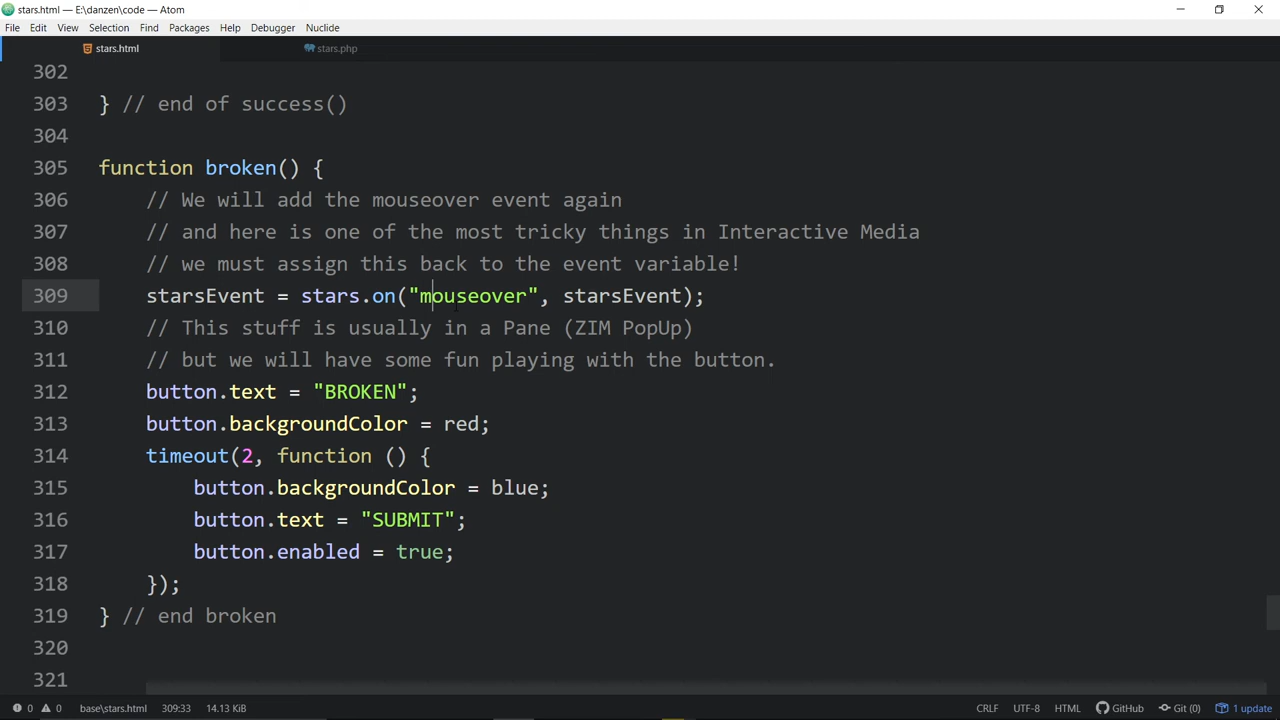 stars.html — E:\danzen\code — Atom
File Edit View Selection Find Packages Help Debugger Nuclide
stars.html stars.php
302
303 } // end of success()
304
305 function broken() {
306 // We will add the mouseover event again
307 // and here is one of the most tricky things in Interactive Media
308 // we must assign this back to the event variable!
309 starsEvent = stars.on("mouseover", starsEvent);
310 // This stuff is usually in a Pane (ZIM PopUp)
311 // but we will have some fun playing with the button.
312 button.text = "BROKEN";
313 button.backgroundColor = red;
314 timeout(2, function () {
315 button.backgroundColor = blue;
316 button.text = "SUBMIT";
317 button.enabled = true;
318 });
319 } // end broken
320
321
0 0 base\stars.html 309:33 14.13 KiB CRLF UTF-8 HTML GitHub Git (0) 1 update